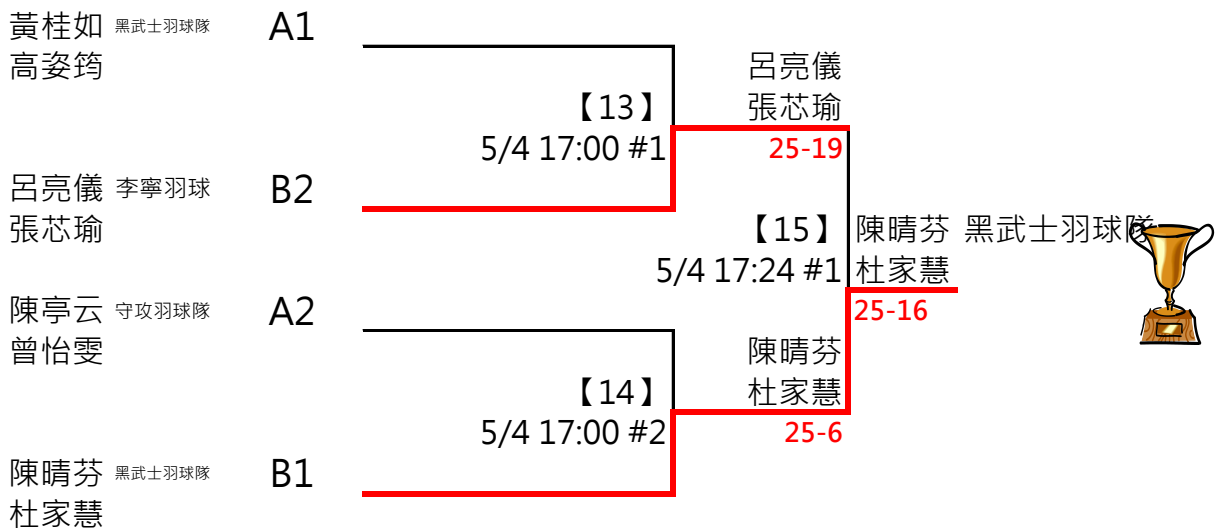 黃桂如 黑武士羽球隊 A1
高姿筠
呂亮儀
張芯瑜
【13】
5/4 17:00 #1
25-19
呂亮儀 李寧羽球 B2
張芯瑜
【15】
5/4 17:24 #1
陳晴芬 黑武士羽球隊
杜家慧
25-16
陳亭云 守攻羽球隊 A2
曾怡雯
陳晴芬
杜家慧
【14】
5/4 17:00 #2
25-6
陳晴芬 黑武士羽球隊 B1
杜家慧